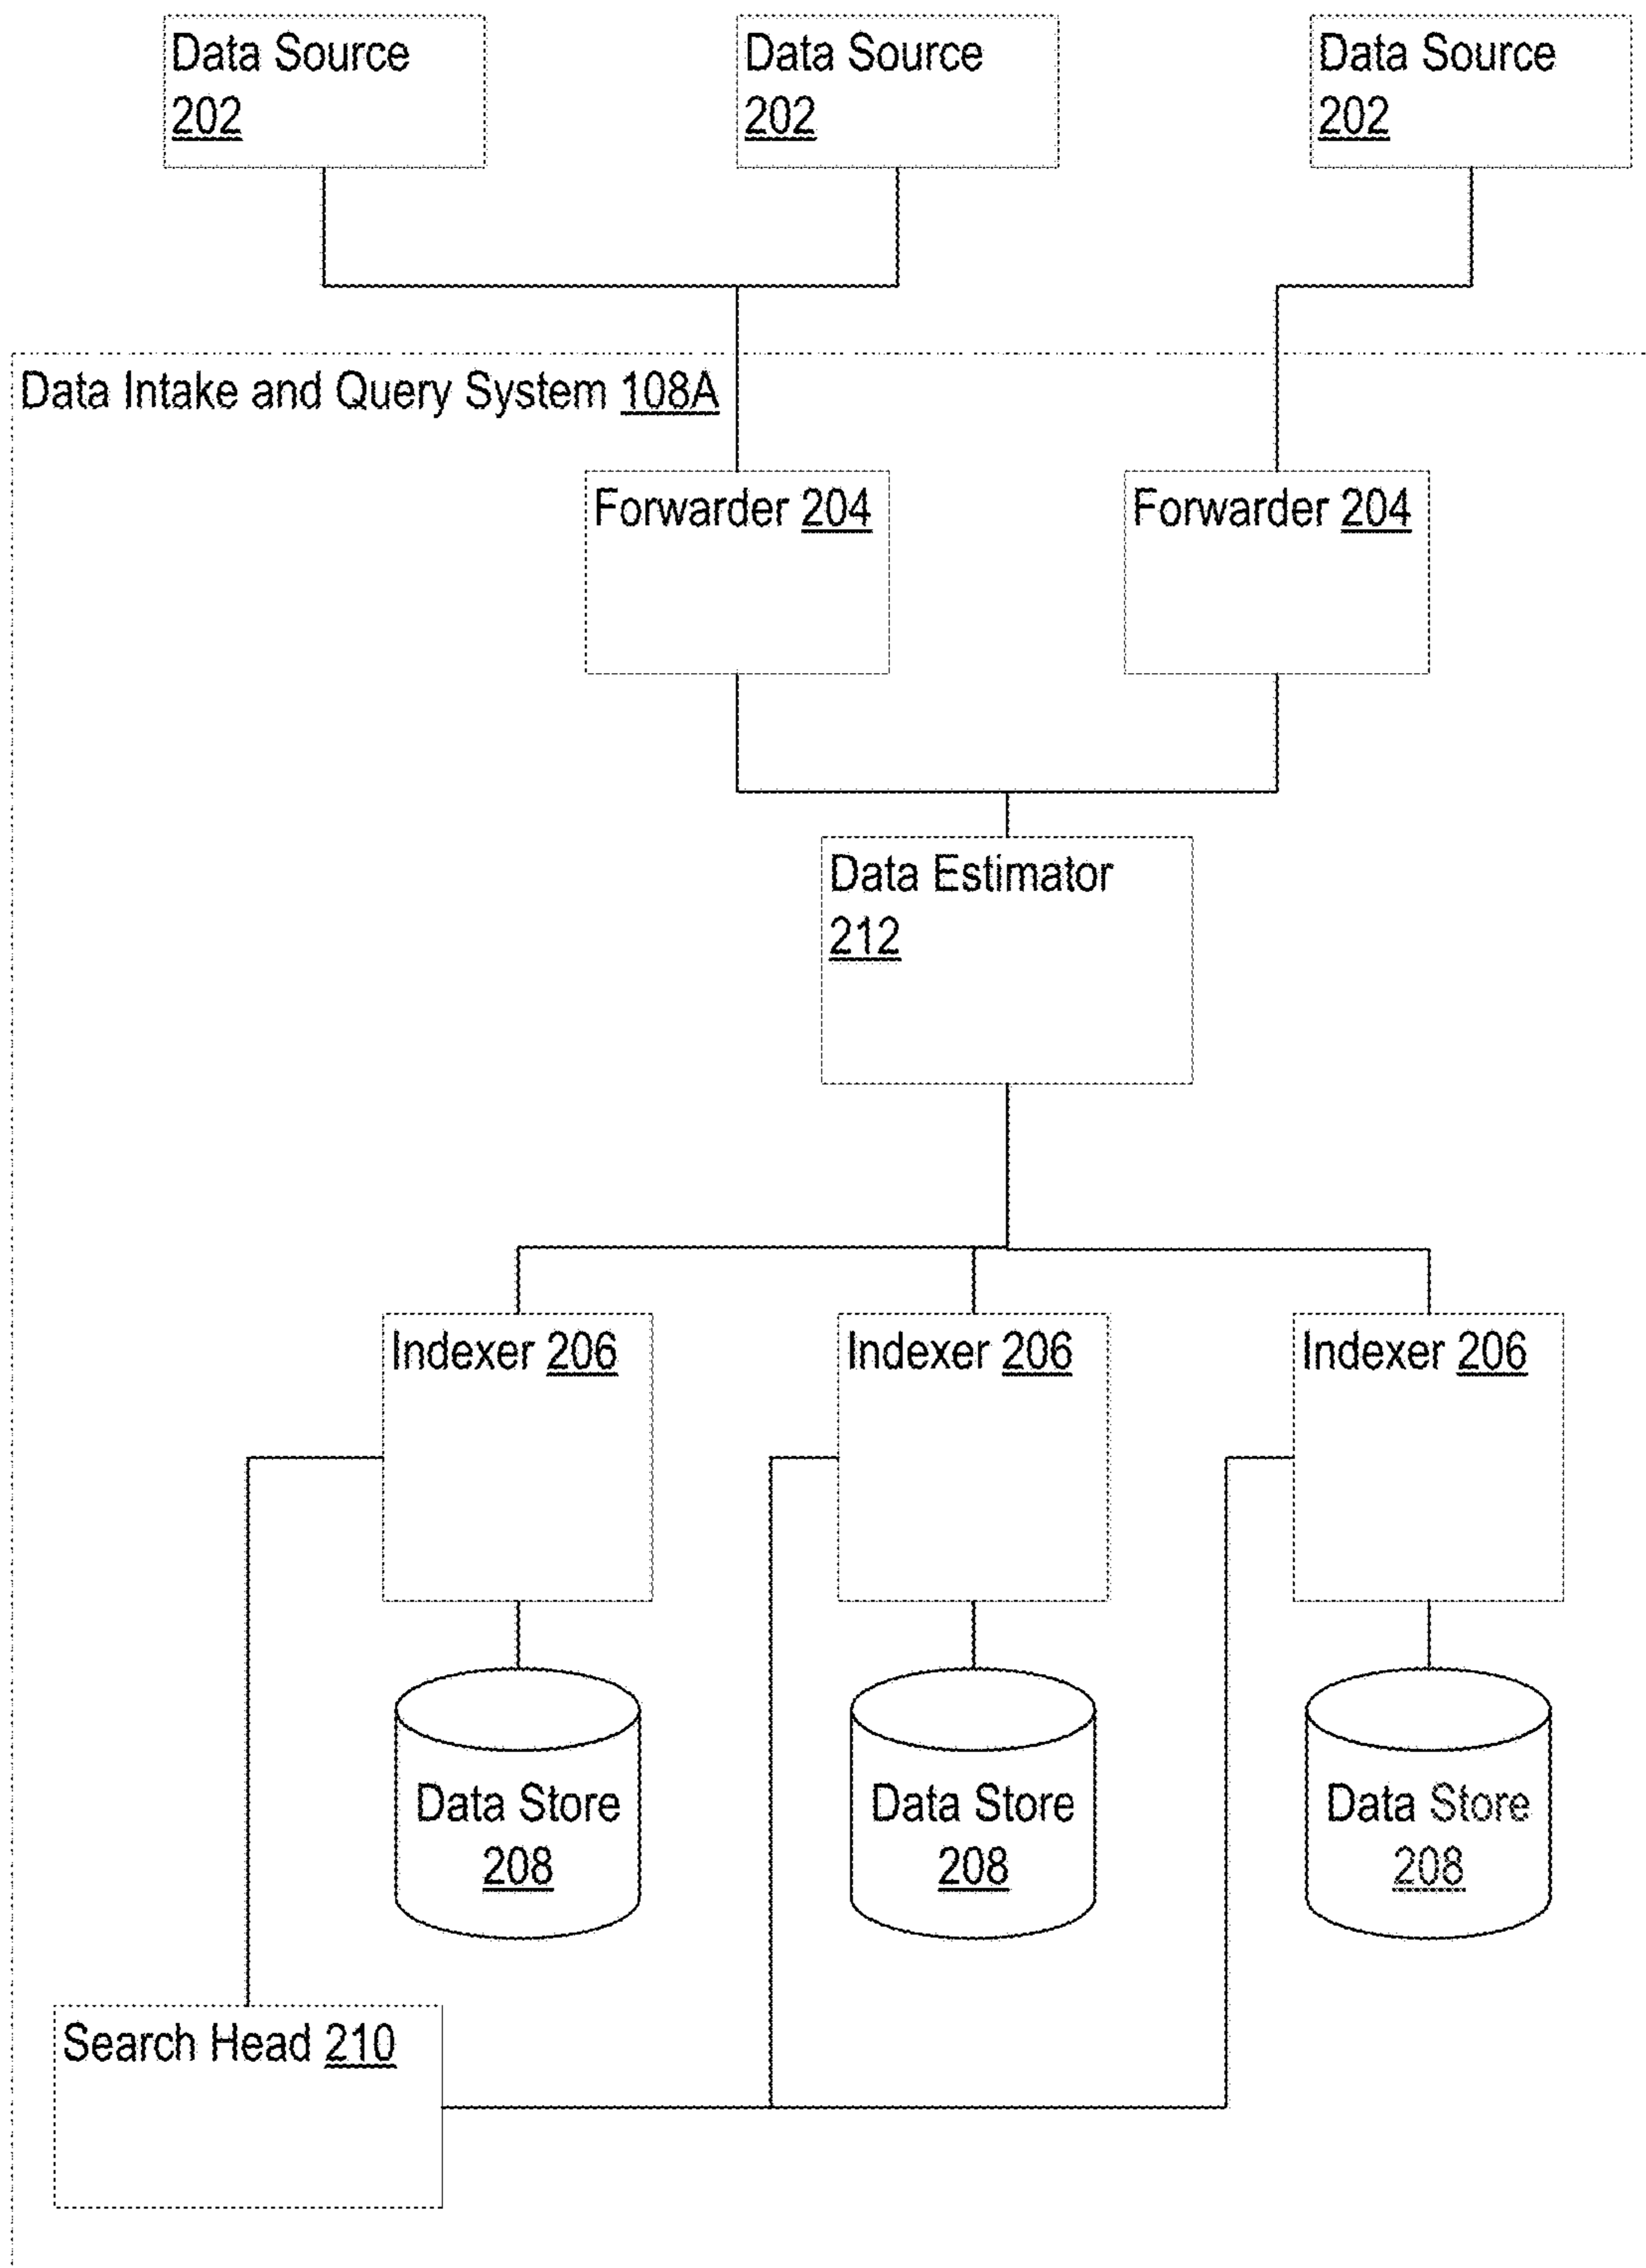 Data Source
202
Data Source
202
Data Source
202
Data Intake and Query System 108A
Forwarder 204
Forwarder 204
Data Estimator
212
Indexer 206
Indexer 206
Indexer 206
Data Store
208
Data Store
208
Data Store
208
Search Head 210